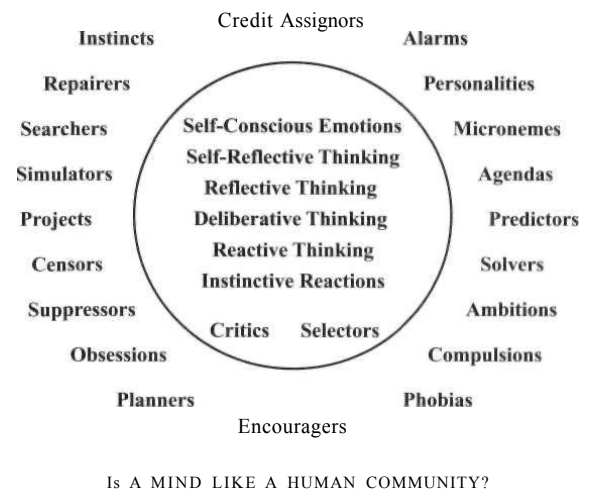 Credit Assignors
Instincts Alarms
Repairers Personalities
Searchers Self-Conscious Emotions Micronemes
Self-Reflective Thinking
Simulators Reflective Thinking Agendas
Projects Deliberative Thinking Predictors
Reactive Thinking
Censors Instinctive Reactions Solvers
Suppressors Ambitions
Critics Selectors
Obsessions Compulsions
Planners Phobias
Encouragers
Is A MIND LIKE A HUMAN COMMUNITY?